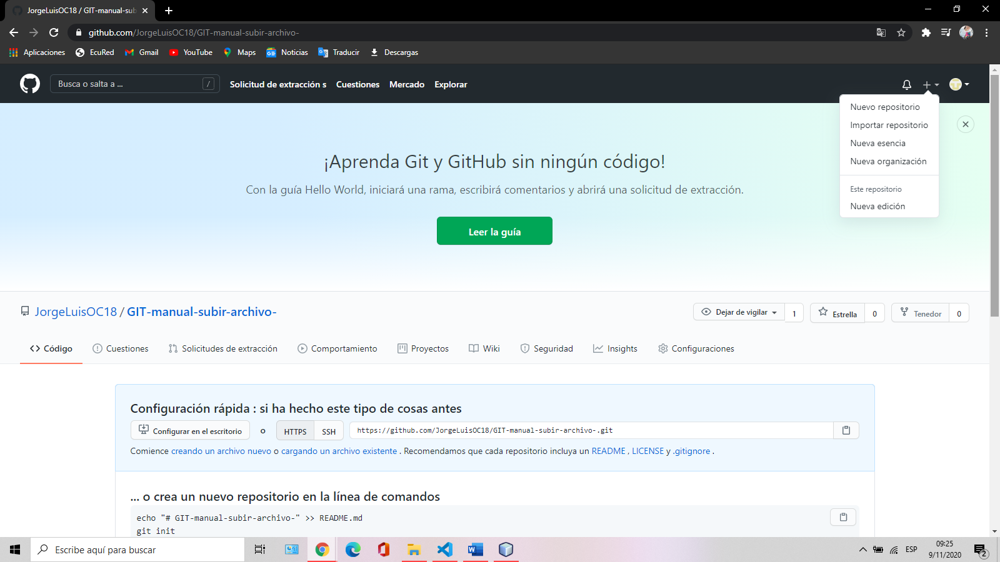 JorgeLuisOC18 / GIT-manual-sub
github.com/JorgeLuisOC18/GIT-manual-subir-archivo-
Aplicaciones EcuRed Gmail YouTube Maps Noticias Traducir Descargas
Busca o salta a ... / Solicitud de extracción s Cuestiones Mercado Explorar
Nuevo repositorio
Importar repositorio
Nueva esencia
Nueva organización
Este repositorio
Nueva edición
¡Aprenda Git y GitHub sin ningún código!
Con la guía Hello World, iniciará una rama, escribirá comentarios y abrirá una solicitud de extracción.
Leer la guía
JorgeLuisOC18 / GIT-manual-subir-archivo-
Dejar de vigilar 1 Estrella 0 Tenedor 0
Código Cuestiones Solicitudes de extracción Comportamiento Proyectos Wiki Seguridad Insights Configuraciones
Configuración rápida : si ha hecho este tipo de cosas antes
Configurar en el escritorio o HTTPS SSH https://github.com/JorgeLuisOC18/GIT-manual-subir-archivo-.git
Comience creando un archivo nuevo o cargando un archivo existente . Recomendamos que cada repositorio incluya un README , LICENSE y .gitignore .
... o crea un nuevo repositorio en la línea de comandos
echo "# GIT-manual-subir-archivo-" >> README.md
git init
Escribe aquí para buscar
ESP
09:25
9/11/2020
2